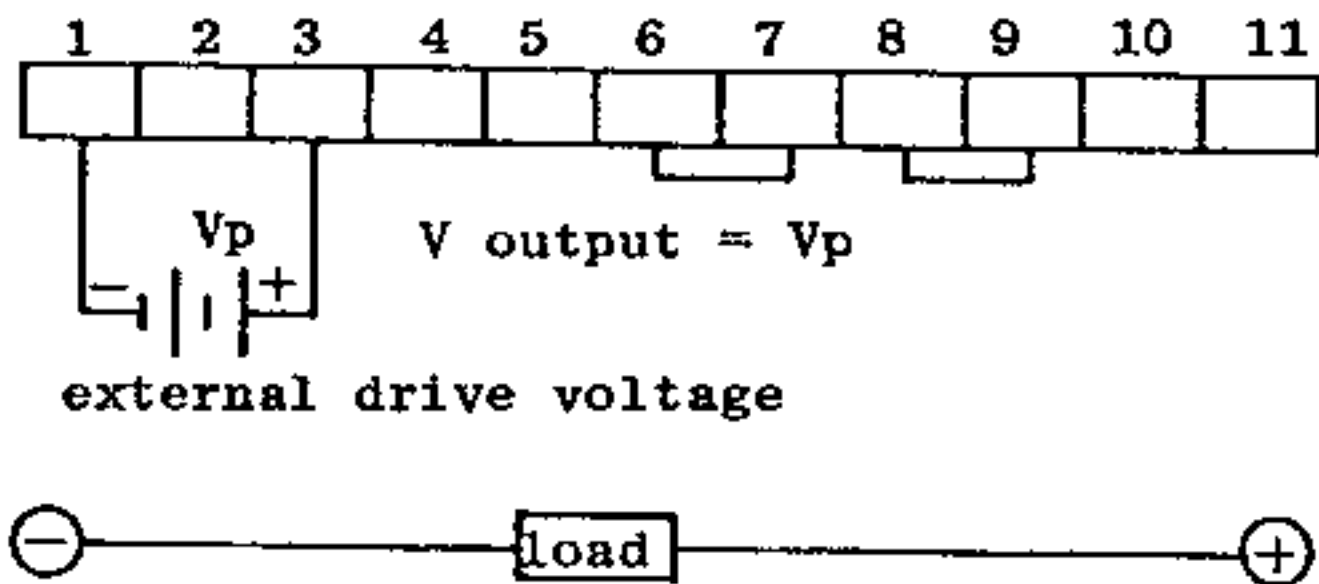 1 2 3 4 5 6 7 8 9 10 11
Vp V output = Vp
− +
external drive voltage
− load +